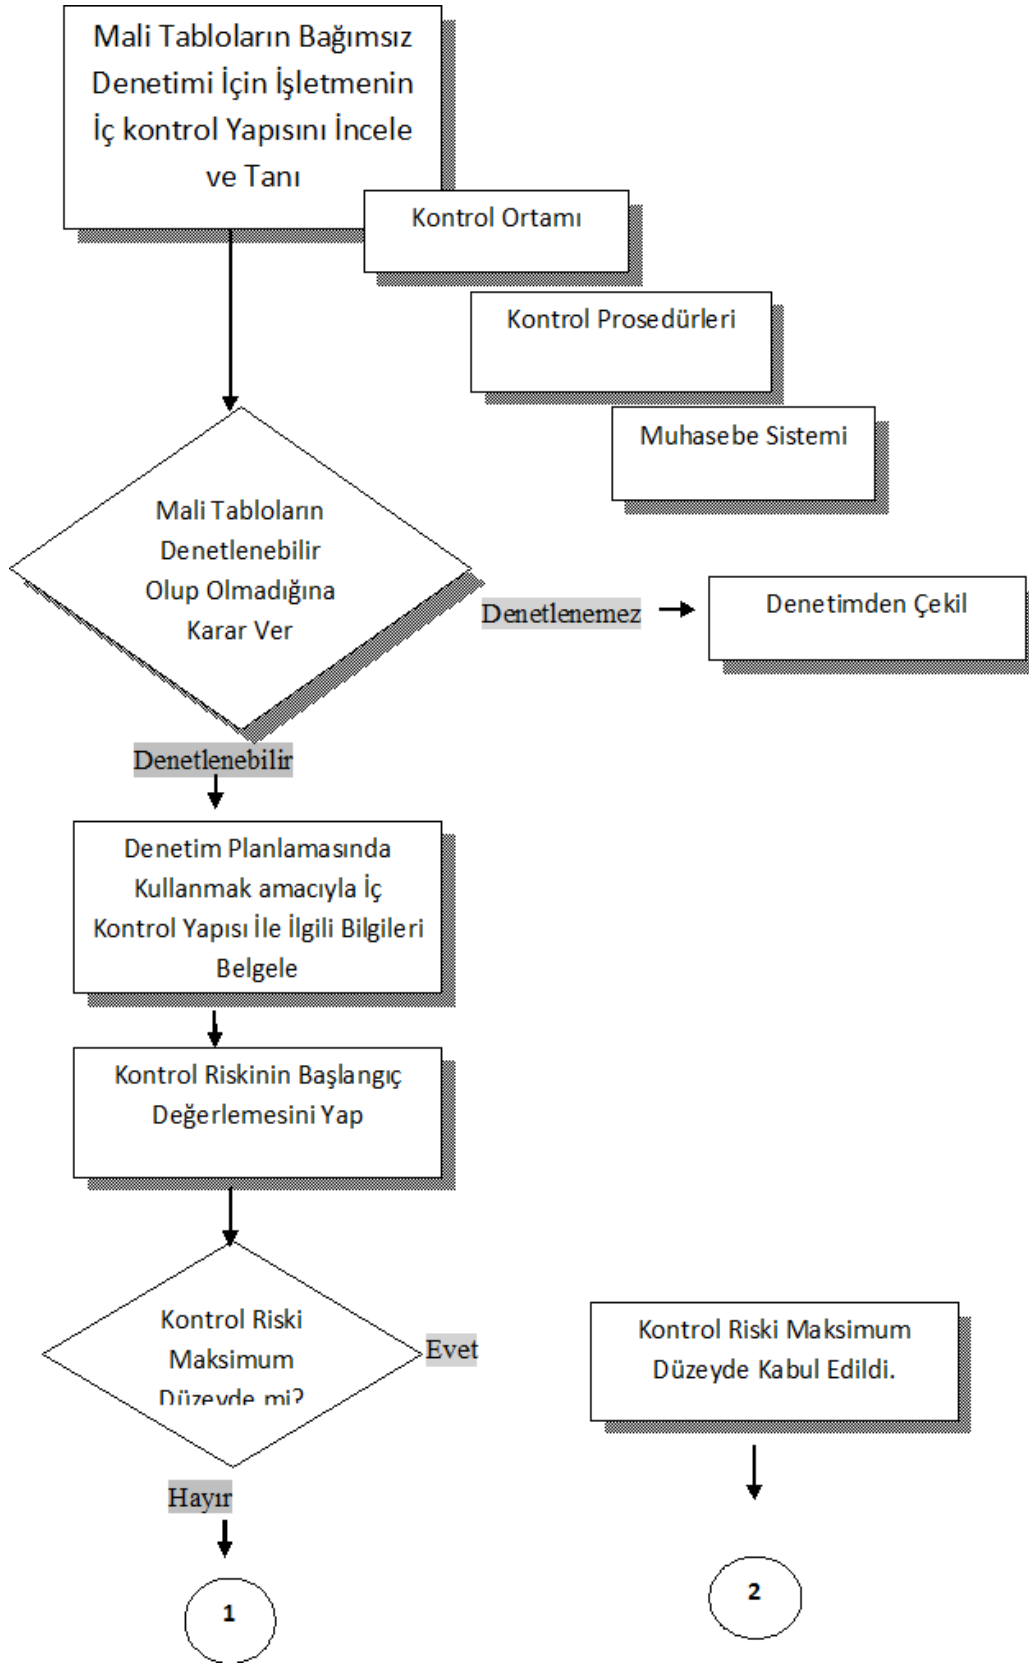 Mali Tabloların Bağımsız
Denetimi İçin İşletmenin
İç kontrol Yapısını İncele
ve Tanı
Kontrol Ortamı
Kontrol Prosedürleri
Muhasebe Sistemi
Mali Tabloların
Denetlenebilir
Olup Olmadığına
Karar Ver
Denetlenemez
Denetimden Çekil
Denetlenebilir
Denetim Planlamasında
Kullanmak amacıyla İç
Kontrol Yapısı İle İlgili Bilgileri
Belgele
Kontrol Riskinin Başlangıç
Değerlemesini Yap
Kontrol Riski
Maksimum
Düzeyde mi?
Evet
Kontrol Riski Maksimum
Düzeyde Kabul Edildi.
Hayır
1
2